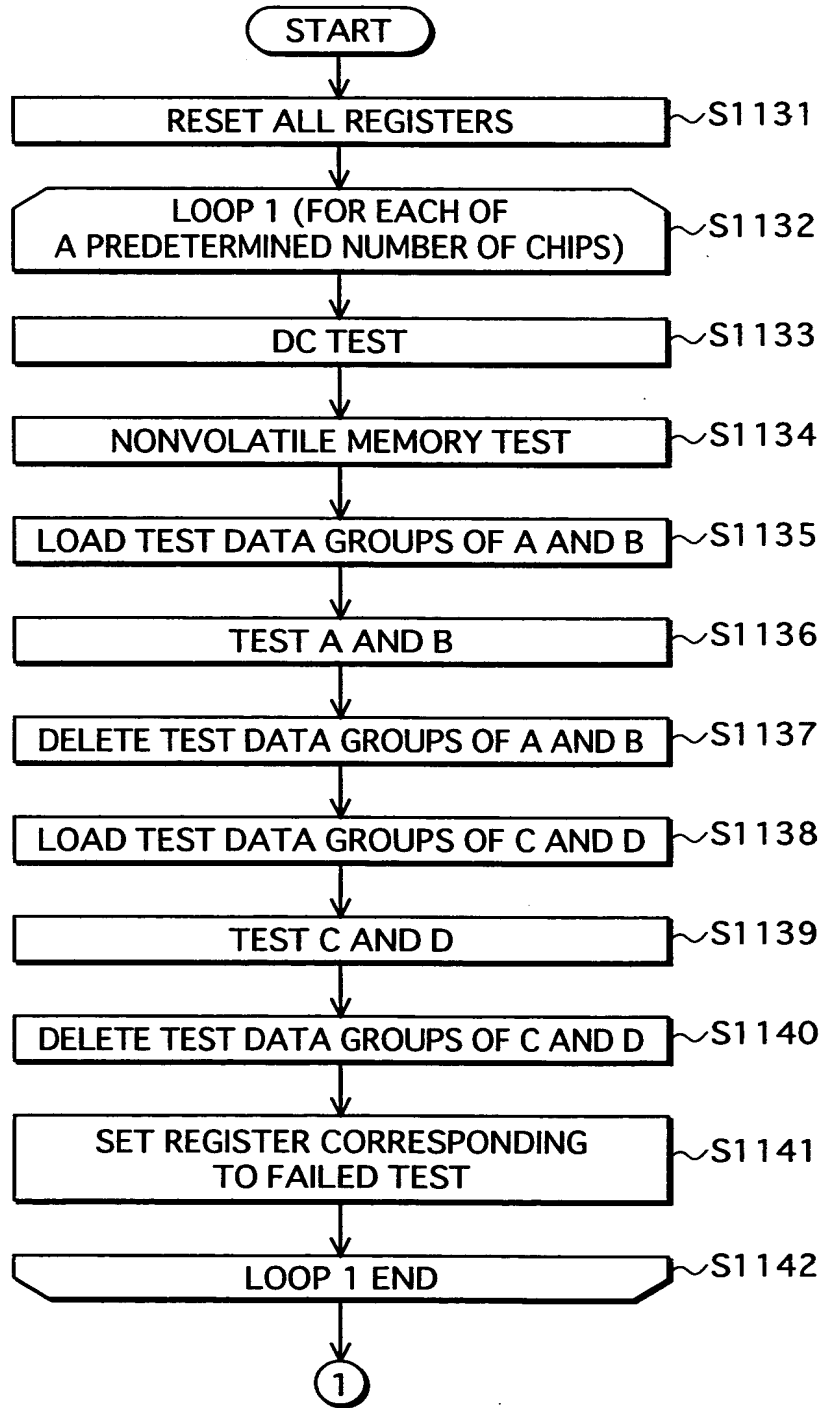 START
RESET ALL REGISTERS
S1131
LOOP 1 (FOR EACH OF
A PREDETERMINED NUMBER OF CHIPS)
S1132
DC TEST
S1133
NONVOLATILE MEMORY TEST
S1134
LOAD TEST DATA GROUPS OF A AND B
S1135
TEST A AND B
S1136
DELETE TEST DATA GROUPS OF A AND B
S1137
LOAD TEST DATA GROUPS OF C AND D
S1138
TEST C AND D
S1139
DELETE TEST DATA GROUPS OF C AND D
S1140
SET REGISTER CORRESPONDING
TO FAILED TEST
S1141
LOOP 1 END
S1142
1